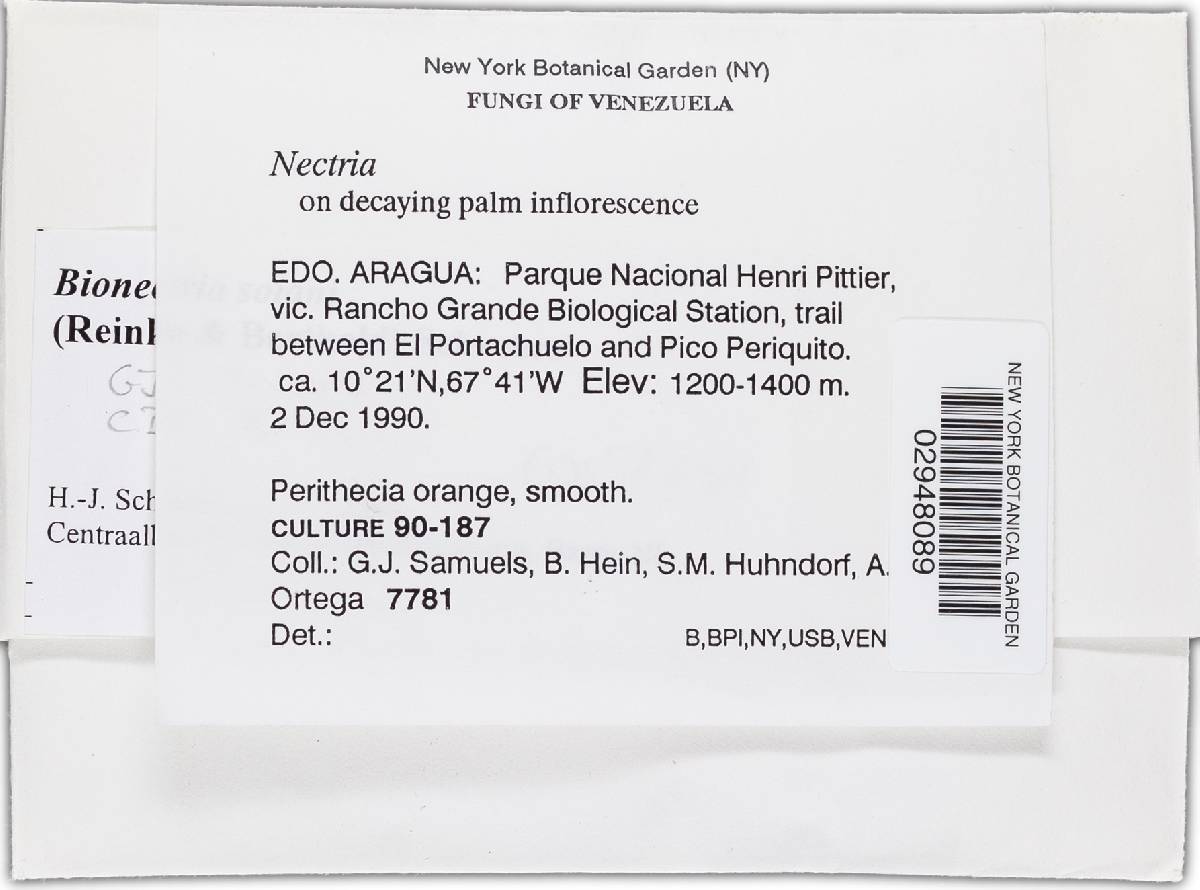 New York Botanical Garden (NY)
FUNGI OF VENEZUELA
Nectria
on decaying palm inflorescence
EDO. ARAGUA: Parque Nacional Henri Pittier,
vic. Rancho Grande Biological Station, trail
between El Portachuelo and Pico Periquito.
ca. 10°21'N,67°41'W Elev: 1200-1400 m.
2 Dec 1990.
Perithecia orange, smooth.
CULTURE 90-187
Coll.: G.J. Samuels, B. Hein, S.M. Huhndorf, A.
Ortega 7781
Det.: B,BPI,NY,USB,VEN
Bione
(Rein
GJ
H.-J. Sch
Centraal
NEW YORK BOTANICAL GARDEN
02948089